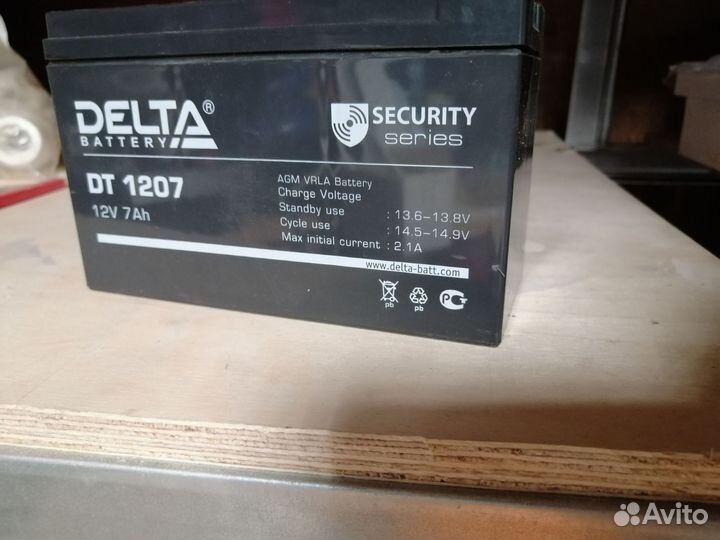 DELTA®
BATTERY
SECURITY
series
DT 1207
12V 7Ah
AGM VRLA Battery
Charge Voltage
Standby use : 13.6–13.8V
Cycle use : 14.5–14.9V
Max initial current : 2.1A
www.delta-batt.com
pb pb
Avito